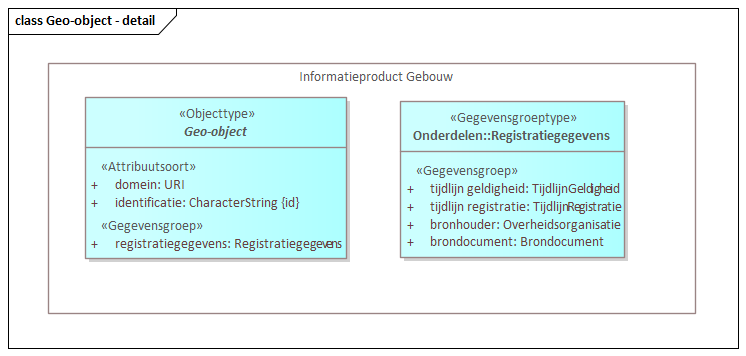 class Geo-object - detail
Informatieproduct Gebouw
«Objecttype»
Geo-object
«Attribuutsoort»
+ domein: URI
+ identificatie: CharacterString {id}
«Gegevensgroep»
+ registratiegegevens: Registratiegegevens
«Gegevensgroeptype»
Onderdelen::Registratiegegevens
«Gegevensgroep»
+ tijdlijn geldigheid: TijdlijnGeldigheid
+ tijdlijn registratie: TijdlijnRegistratie
+ bronhouder: Overheidsorganisatie
+ brondocument: Brondocument